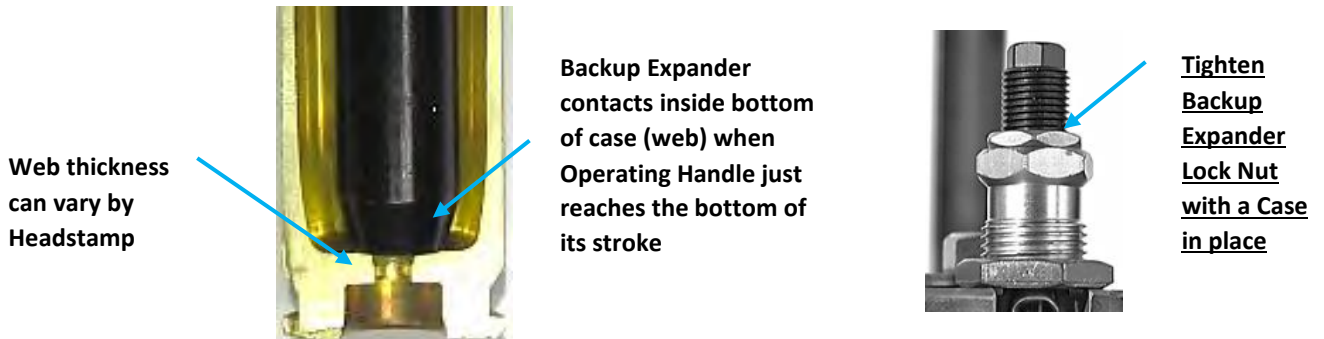 Web thickness
can vary by
Headstamp
Backup Expander
contacts inside bottom
of case (web) when
Operating Handle just
reaches the bottom of
its stroke
Tighten
Backup
Expander
Lock Nut
with a Case
in place